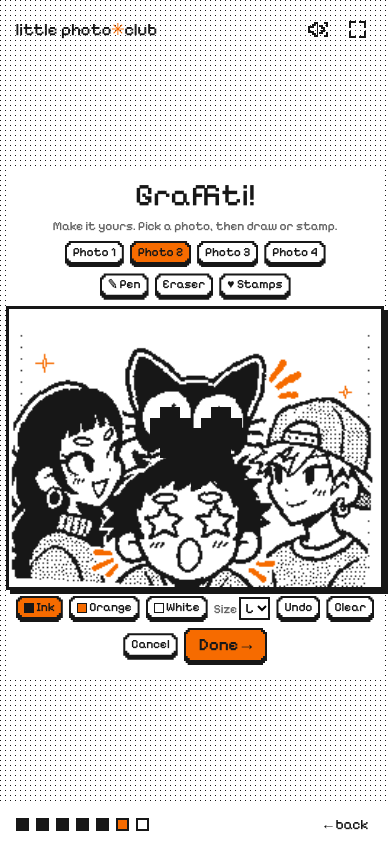 little photo✳club
Graffiti!
Make it yours. Pick a photo, then draw or stamp.
Photo 1 Photo 2 Photo 3 Photo 4
✎ Pen Eraser ♥ Stamps
Ink Orange White Size L Undo Clear
Cancel Done→
←back